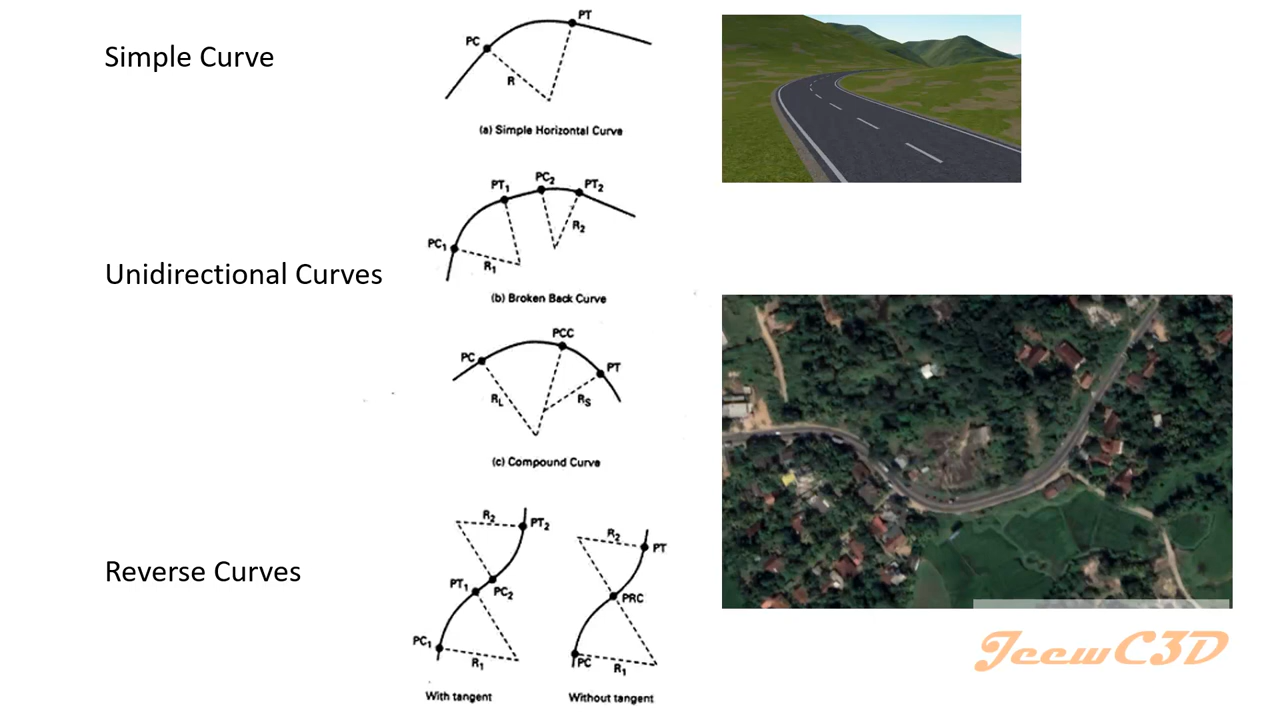 Simple Curve
PT
PC
R
(a) Simple Horizontal Curve
Unidirectional Curves
PT1
PC2
PT2
PC1
R2
R1
(b) Broken Back Curve
PCC
PC
PT
RL
RS
(c) Compound Curve
Reverse Curves
R2
PT2
PT1
PC2
PC1
R1
With tangent
R2
PT
PRC
PC
R1
Without tangent
JeewC3D